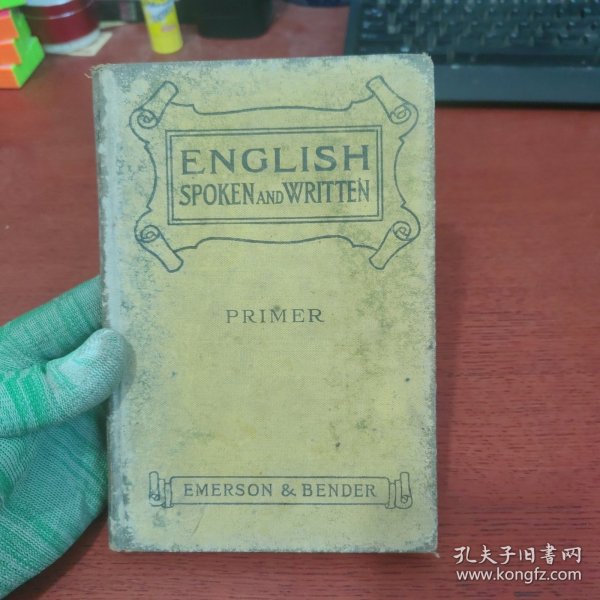 ENGLISH
SPOKEN AND WRITTEN
PRIMER
EMERSON & BENDER
孔夫子旧书网
www.kongfz.com